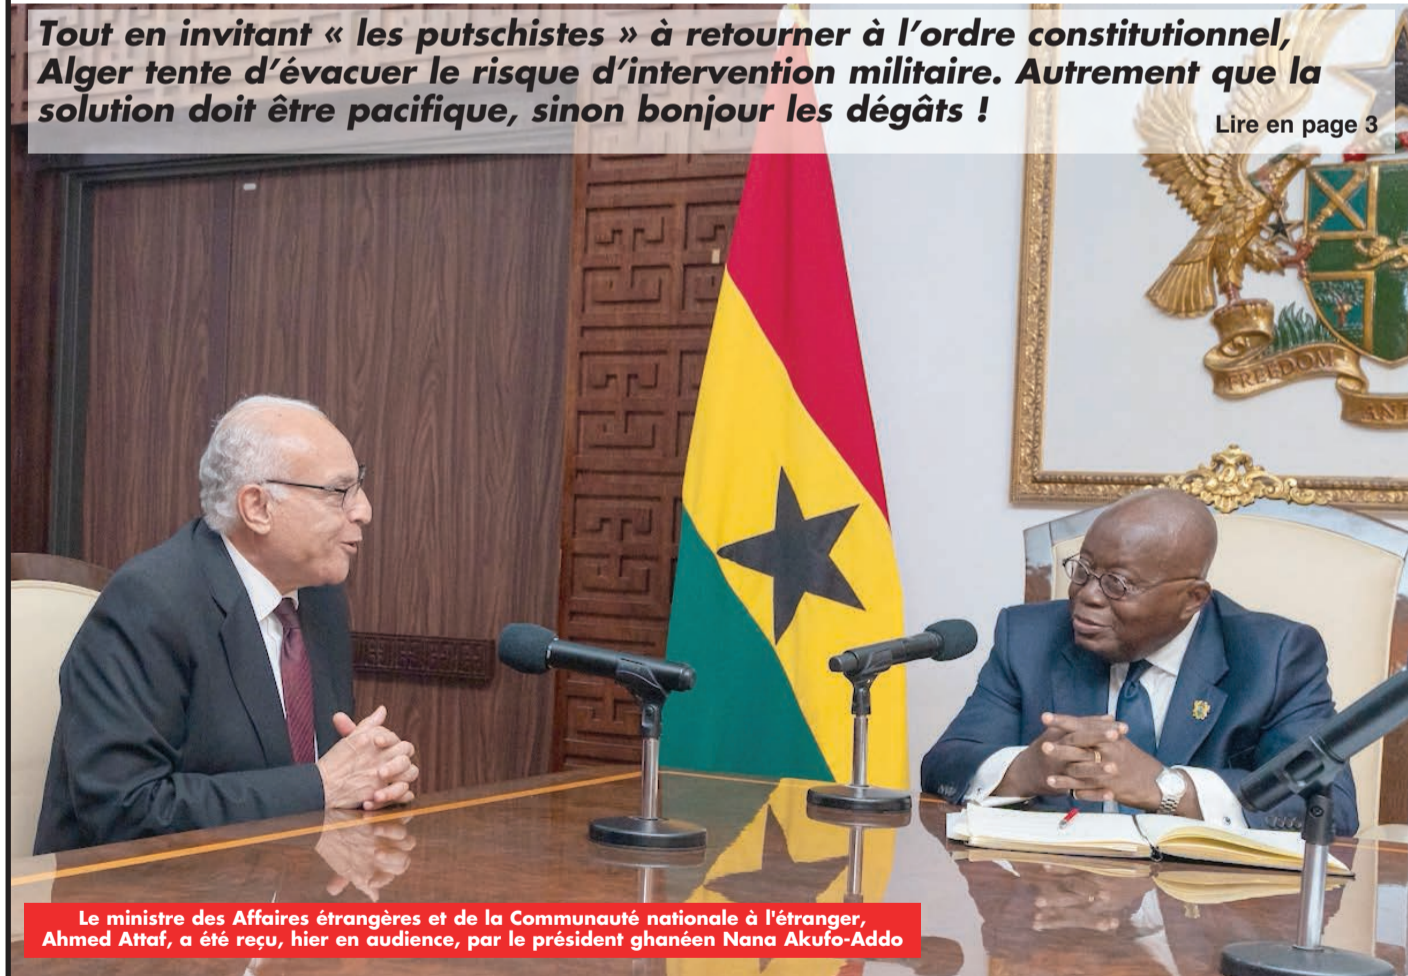 Tout en invitant « les putschistes » à retourner à l’ordre constitutionnel,
Alger tente d’évacuer le risque d’intervention militaire. Autrement que la
solution doit être pacifique, sinon bonjour les dégâts !
Lire en page 3
FREEDOM
AND
Le ministre des Affaires étrangères et de la Communauté nationale à l'étranger,
Ahmed Attaf, a été reçu, hier en audience, par le président ghanéen Nana Akufo-Addo